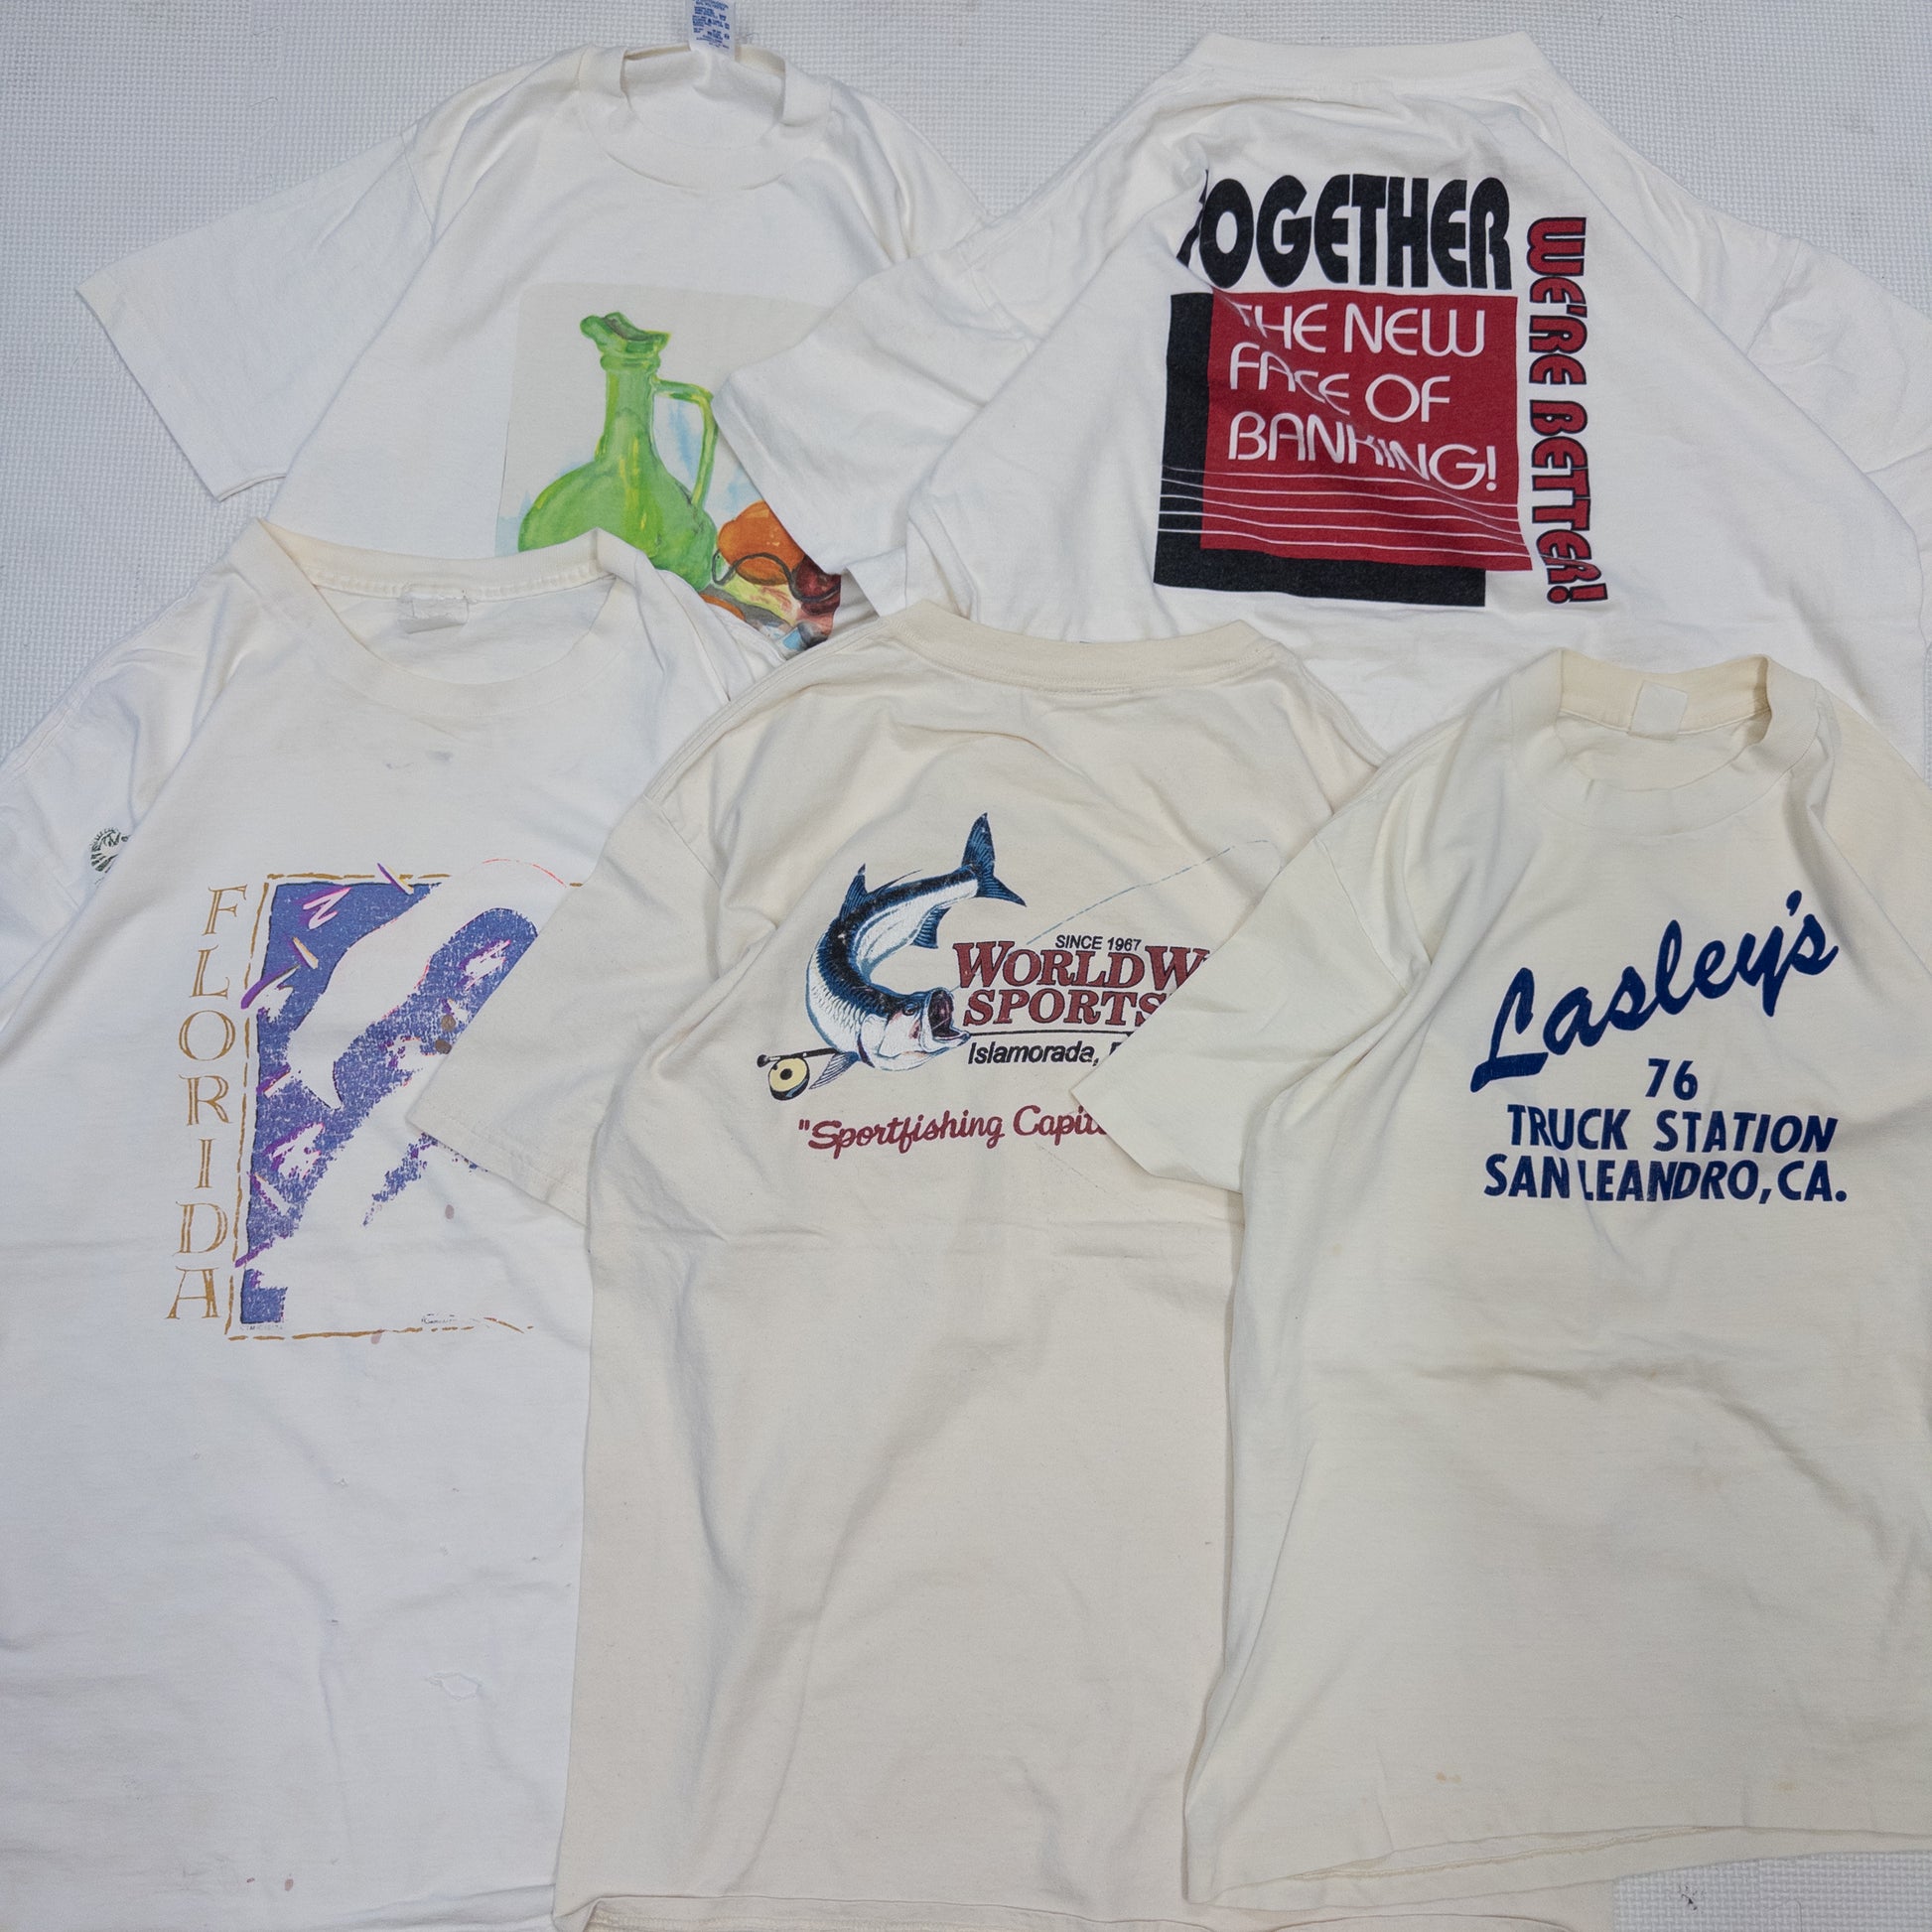 TOGETHER
THE NEW
FACE OF
BANKING!
WE'RE BETTER!
FLORIDA
SINCE 1967
WORLDW
SPORTS
Islamorada,
"Sportfishing
Lasley's
76
TRUCK STATION
SAN LEANDRO, CA.